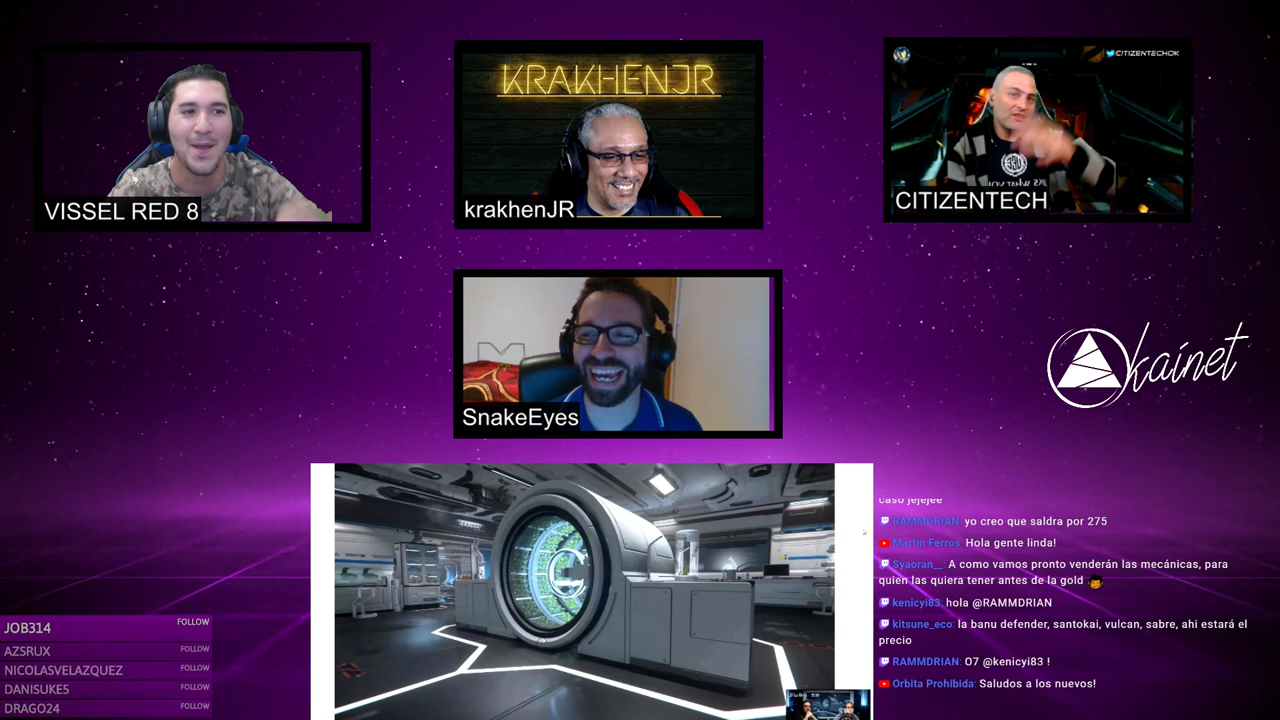 KRAKHENJR
CITIZENTECHOK
VISSEL RED 8
krakhenJR
CITIZENTECH
SnakeEyes
kainet
caso jejejee
RAMMDRIAN: yo creo que saldra por 275
Martin Ferros: Hola gente linda!
Syaoran__: A como vamos pronto venderán las mecánicas, para
quien las quiera tener antes de la gold
kenicyi83: hola @RAMMDRIAN
kitsune_eco: la banu defender, santokai, vulcan, sabre, ahi estará el
precio
RAMMDRIAN: O7 @kenicyi83 !
Orbita Prohibida: Saludos a los nuevos!
JOB314 FOLLOW
AZSRUX FOLLOW
NICOLASVELAZQUEZ FOLLOW
DANISUKE5 FOLLOW
DRAGO24 FOLLOW